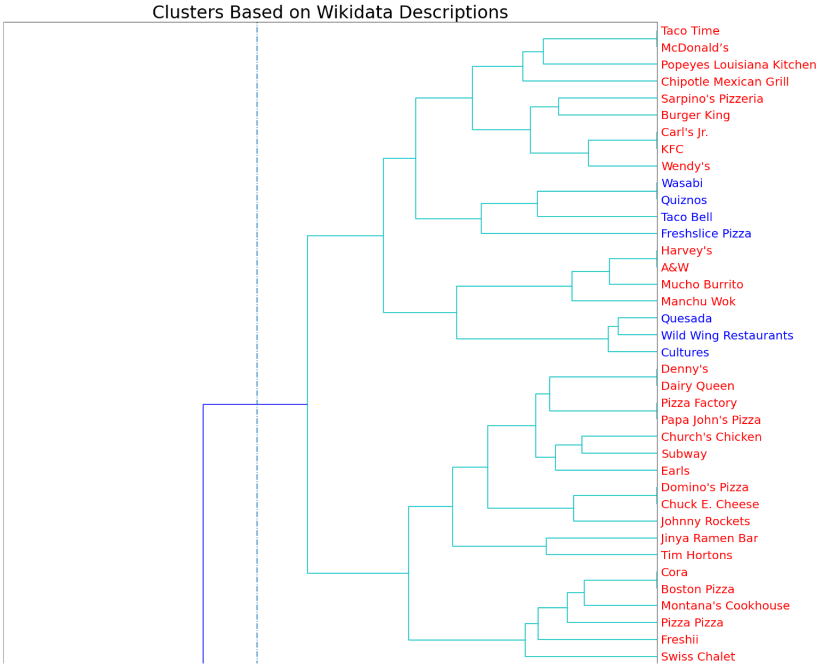 Clusters Based on Wikidata Descriptions
Taco Time
McDonald’s
Popeyes Louisiana Kitchen
Chipotle Mexican Grill
Sarpino's Pizzeria
Burger King
Carl's Jr.
KFC
Wendy's
Wasabi
Quiznos
Taco Bell
Freshslice Pizza
Harvey's
A&W
Mucho Burrito
Manchu Wok
Quesada
Wild Wing Restaurants
Cultures
Denny's
Dairy Queen
Pizza Factory
Papa John's Pizza
Church's Chicken
Subway
Earls
Domino's Pizza
Chuck E. Cheese
Johnny Rockets
Jinya Ramen Bar
Tim Hortons
Cora
Boston Pizza
Montana's Cookhouse
Pizza Pizza
Freshii
Swiss Chalet